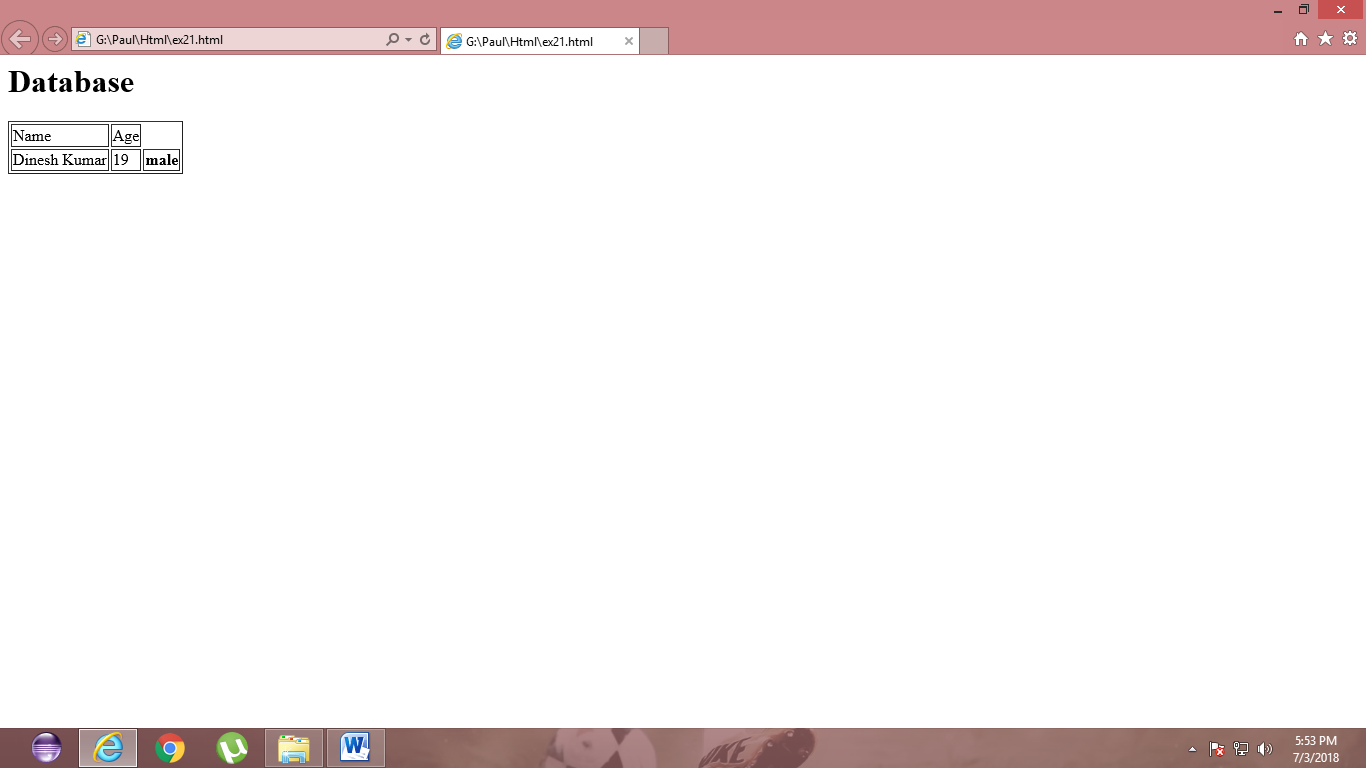 G:\Paul\Html\ex21.html
G:\Paul\Html\ex21.html
Database
Name Age
Dinesh Kumar 19 male
5:53 PM
7/3/2018